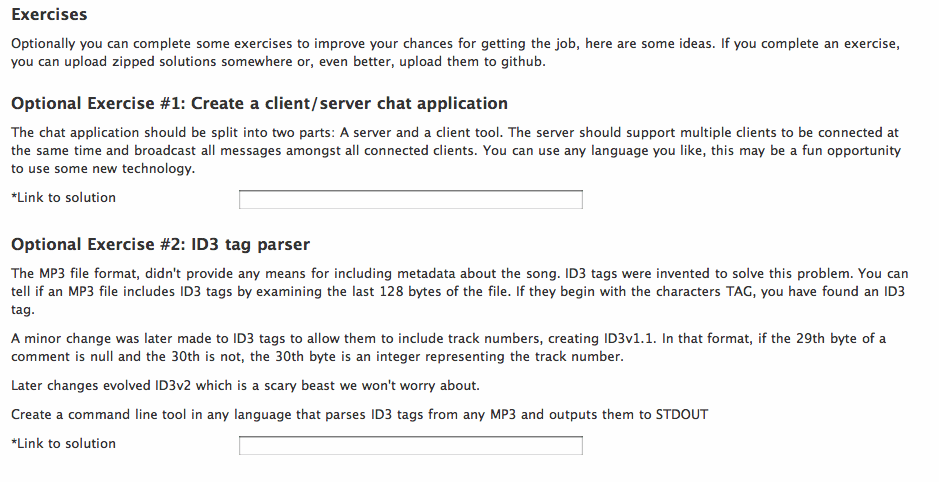 Exercises
Optionally you can complete some exercises to improve your chances for getting the job, here are some ideas. If you complete an exercise,
you can upload zipped solutions somewhere or, even better, upload them to github.
Optional Exercise #1: Create a client/server chat application
The chat application should be split into two parts: A server and a client tool. The server should support multiple clients to be connected at
the same time and broadcast all messages amongst all connected clients. You can use any language you like, this may be a fun opportunity
to use some new technology.
*Link to solution
Optional Exercise #2: ID3 tag parser
The MP3 file format, didn't provide any means for including metadata about the song. ID3 tags were invented to solve this problem. You can
tell if an MP3 file includes ID3 tags by examining the last 128 bytes of the file. If they begin with the characters TAG, you have found an ID3
tag.
A minor change was later made to ID3 tags to allow them to include track numbers, creating ID3v1.1. In that format, if the 29th byte of a
comment is null and the 30th is not, the 30th byte is an integer representing the track number.
Later changes evolved ID3v2 which is a scary beast we won't worry about.
Create a command line tool in any language that parses ID3 tags from any MP3 and outputs them to STDOUT
*Link to solution